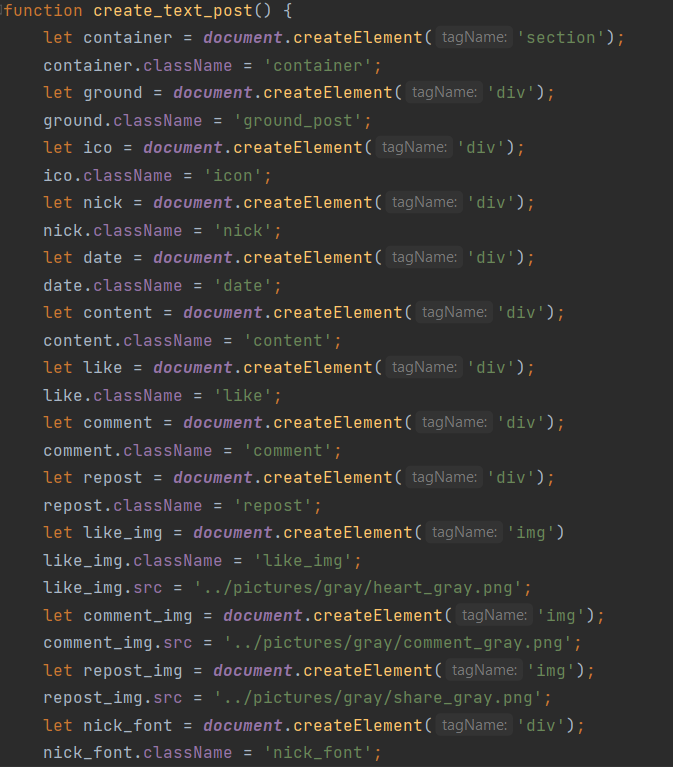 function create_text_post() {
let container = document.createElement( tagName: 'section');
container.className = 'container';
let ground = document.createElement( tagName: 'div');
ground.className = 'ground_post';
let ico = document.createElement( tagName: 'div');
ico.className = 'icon';
let nick = document.createElement( tagName: 'div');
nick.className = 'nick';
let date = document.createElement( tagName: 'div');
date.className = 'date';
let content = document.createElement( tagName: 'div');
content.className = 'content';
let like = document.createElement( tagName: 'div');
like.className = 'like';
let comment = document.createElement( tagName: 'div');
comment.className = 'comment';
let repost = document.createElement( tagName: 'div');
repost.className = 'repost';
let like_img = document.createElement( tagName: 'img')
like_img.className = 'like_img';
like_img.src = '../pictures/gray/heart_gray.png';
let comment_img = document.createElement( tagName: 'img');
comment_img.src = '../pictures/gray/comment_gray.png';
let repost_img = document.createElement( tagName: 'img');
repost_img.src = '../pictures/gray/share_gray.png';
let nick_font = document.createElement( tagName: 'div');
nick_font.className = 'nick_font';